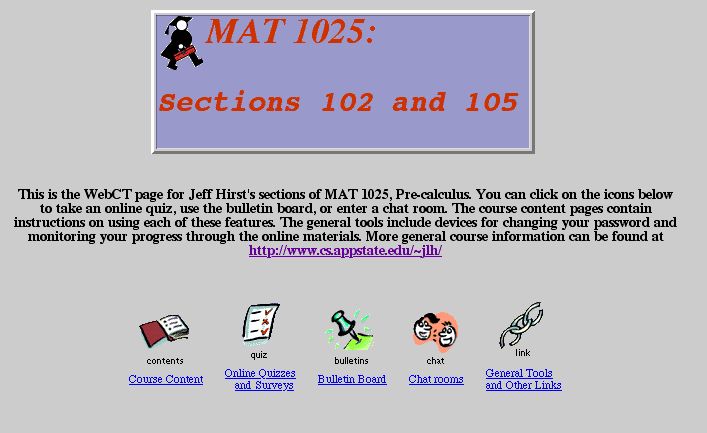 MAT 1025:
Sections 102 and 105
This is the WebCT page for Jeff Hirst's sections of MAT 1025, Pre-calculus. You can click on the icons below
to take an online quiz, use the bulletin board, or enter a chat room. The course content pages contain
instructions on using each of these features. The general tools include devices for changing your password and
monitoring your progress through the online materials. More general course information can be found at
http://www.cs.appstate.edu/~jlh/
contents
quiz
bulletins
chat
link
Course Content
Online Quizzes
and Surveys
Bulletin Board
Chat rooms
General Tools
and Other Links